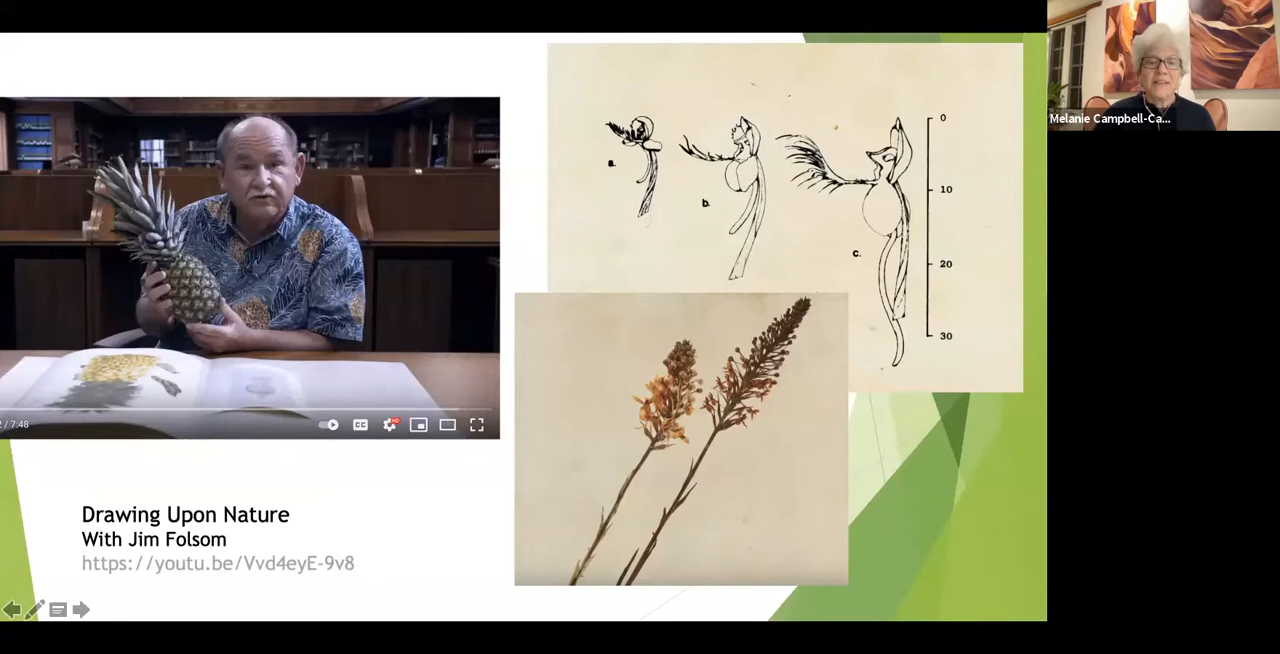 Melanie Campbell-Ca...
a.
b.
c.
0
10
20
30
/ 7:48
CC
HD
Drawing Upon Nature
With Jim Folsom
https://youtu.be/Vvd4eyE-9v8